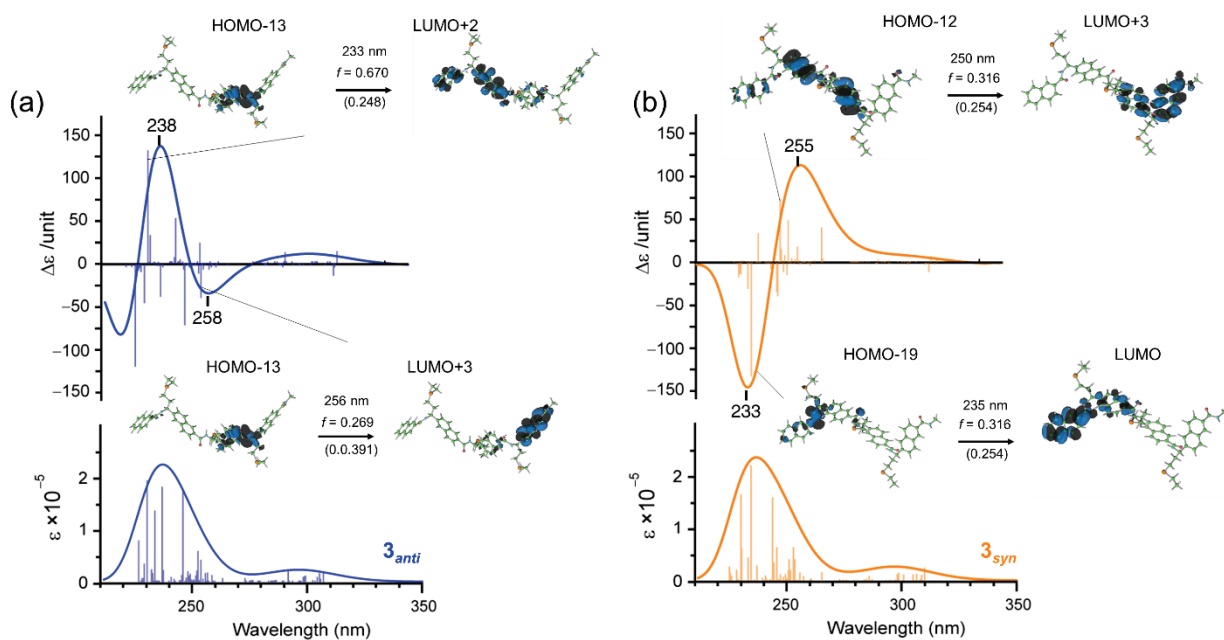 (a)
HOMO-13
LUMO+2
233 nm
f = 0.670
(0.248)
238
258
150
100
50
0
−50
−100
−150
Δε /unit
HOMO-13
LUMO+3
256 nm
f = 0.269
(0.0.391)
2
1
0
ε ×10⁻⁵
3anti
250
300
350
Wavelength (nm)
(b)
HOMO-12
LUMO+3
250 nm
f = 0.316
(0.254)
255
233
150
100
50
0
−50
−100
−150
Δε /unit
HOMO-19
LUMO
235 nm
f = 0.316
(0.254)
2
1
0
ε ×10⁻⁵
3syn
250
300
350
Wavelength (nm)